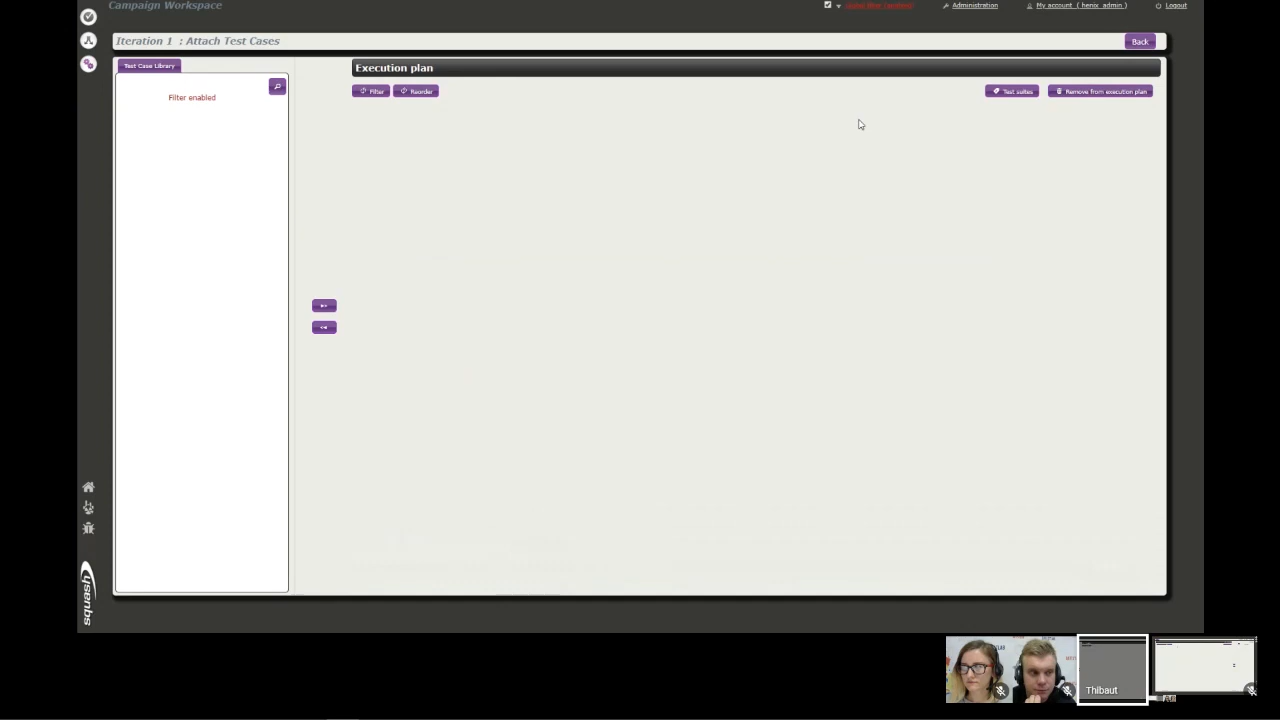 Campaign Workspace
Administration
My account ( henix_admin )
Logout
Iteration 1 : Attach Test Cases
Back
Test Case Library
Execution plan
Filter enabled
Filter
Reorder
Test suites
Remove from execution plan
squash
Thibaut